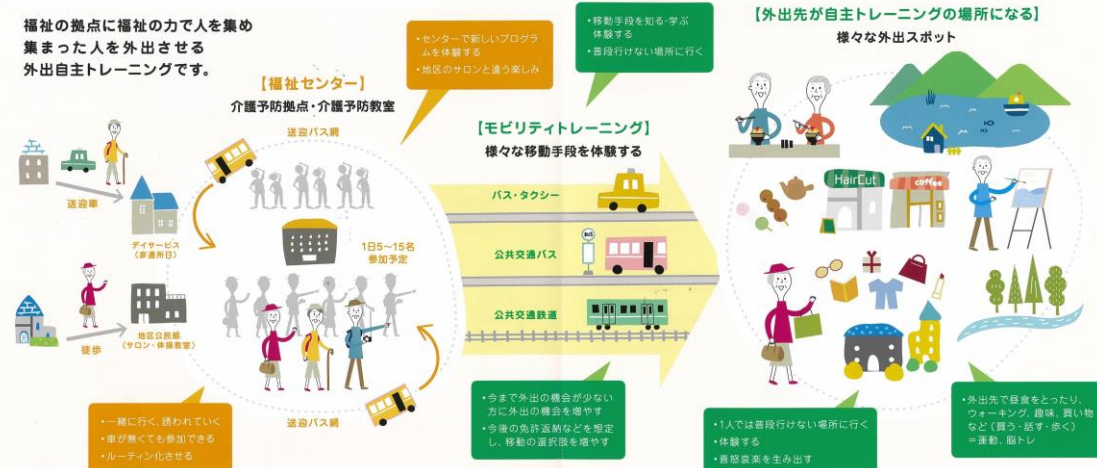 福祉の拠点に福祉の力で人を集め
集まった人を外出させる
外出自主トレーニングです。
送迎車
デイサービス
（非通所日）
徒歩
地区公民館
（サロン・体操教室）
・一緒に行く、誘われていく
・車が無くても参加できる
・ルーティン化させる
【福祉センター】
介護予防拠点・介護予防教室
送迎バス網
1日5～15名
参加予定
送迎バス網
・センターで新しいプログラ
ムを体験する
・地区のサロンと違う楽しみ
【モビリティトレーニング】
様々な移動手段を体験する
バス・タクシー
公共交通バス
BUS
公共交通鉄道
・移動手段を知る・学ぶ
体験する
・普段行けない場所に行く
・今まで外出の機会が少ない
方に外出の機会を増やす
・今後の免許返納などを想定
し、移動の選択肢を増やす
【外出先が自主トレーニングの場所になる】
様々な外出スポット
HairCut
coffee
・1人では普段行けない場所に行く
・体験する
・喜怒哀楽を生み出す
・外出先で昼食をとったり、
ウォーキング、趣味、買い物
など（買う・話す・歩く）
＝運動、脳トレ